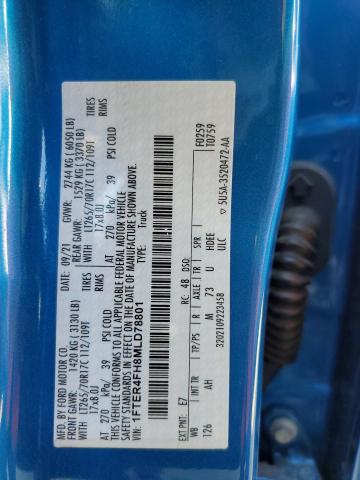 MFD. BY FORD MOTOR CO.
09/21 GVWR: 2744 KG ( 6050 LB)
FRONT GAWR: 1420 KG ( 3130 LB)
REAR GAWR: 1529 KG ( 3370 LB)
WITH LT265/70R17C 112/109T TIRES
WITH LT265/70R17C 112/109T TIRES
17x8.0J RIMS
17x8.0J RIMS
AT 270 kPa/ 39 PSI COLD
AT 270 kPa/ 39 PSI COLD
THIS VEHICLE CONFORMS TO ALL APPLICABLE FEDERAL MOTOR VEHICLE
SAFETY STANDARDS IN EFFECT ON THE DATE OF MANUFACTURE SHOWN ABOVE.
VIN: 1FTER4FH8MLD78801
TYPE: Truck
F0259
T0759
EXT PNT: E7 RC: 48 DSO:
WB TP/PS R AXLE TR SPR
126 AH M 73 U HDEE
ULC
3202109223458
▽ 5U5A-3520472-AA